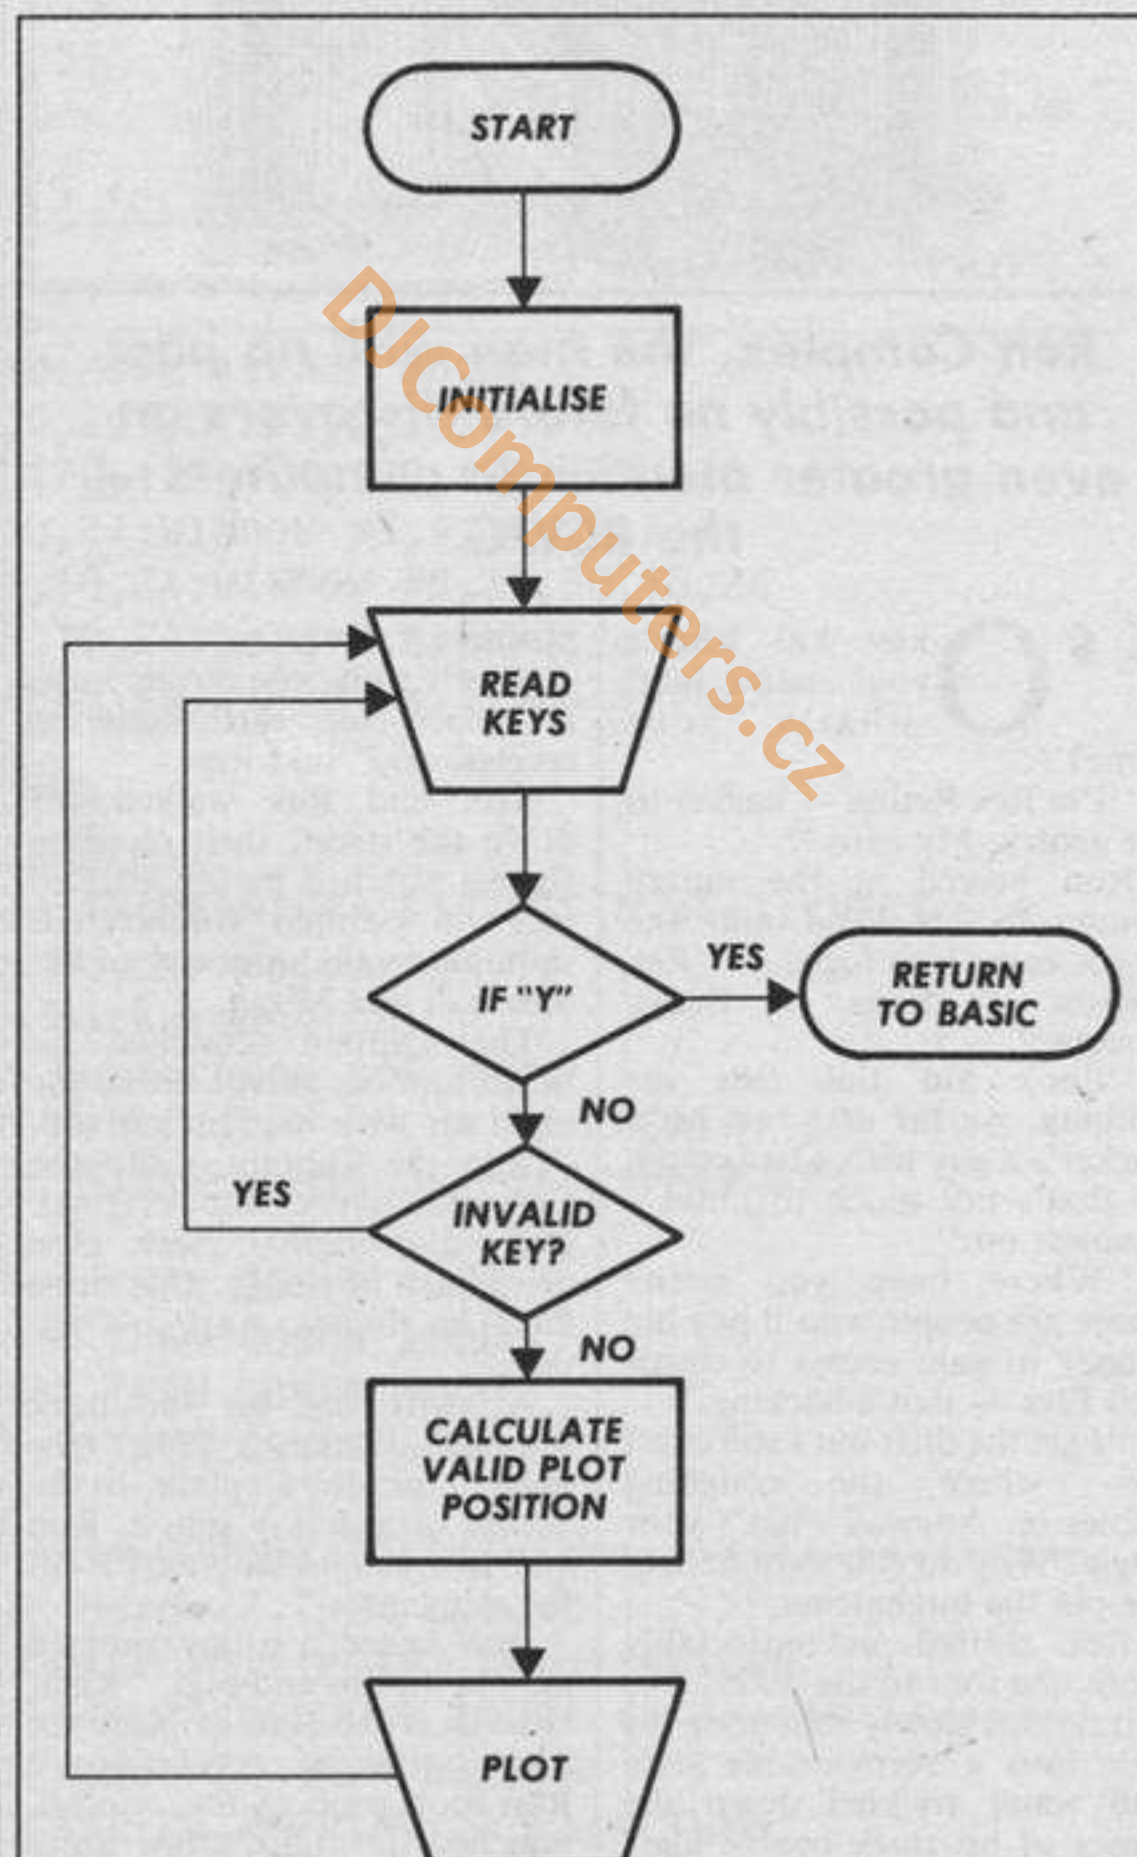 START
INITIALISE
READ
KEYS
IF "Y"
YES
RETURN
TO BASIC
NO
YES
INVALID
KEY?
NO
CALCULATE
VALID PLOT
POSITION
PLOT
DJComputers.cz